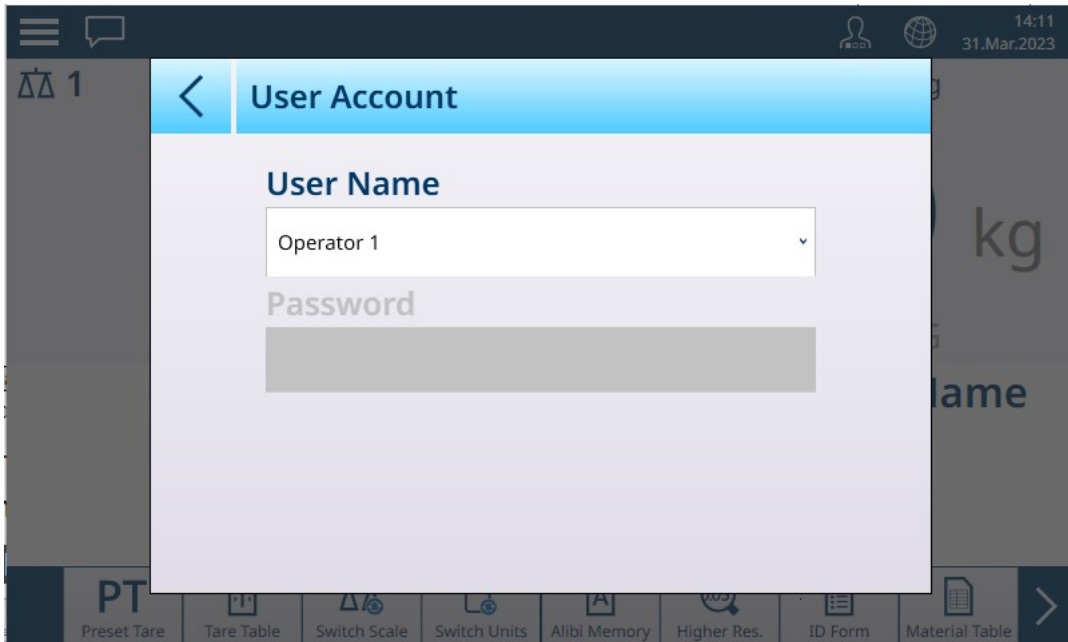 14:11
31.Mar.2023
1
User Account
User Name
Operator 1
kg
Password
PT
Preset Tare
Tare Table
Switch Scale
Switch Units
Alibi Memory
Higher Res.
ID Form
Material Table